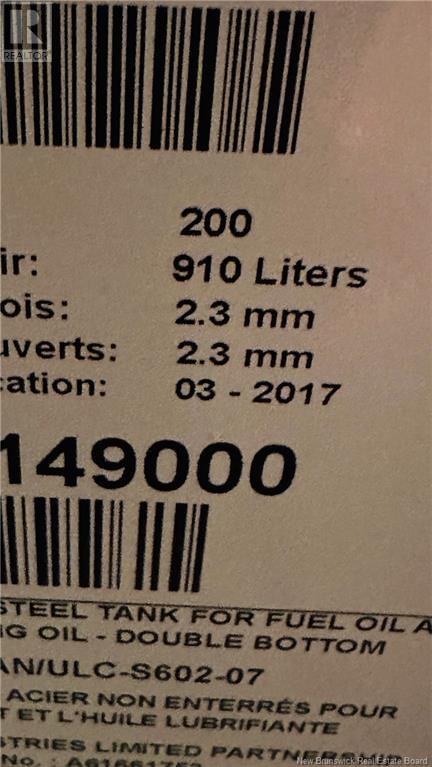 R
REALTOR
200
ir: 910 Liters
ois: 2.3 mm
uverts: 2.3 mm
cation: 03 - 2017
149000
STEEL TANK FOR FUEL OIL A
NG OIL - DOUBLE BOTTOM
AN/ULC-S602-07
ACIER NON ENTERRÉS POUR
T ET L'HUILE LUBRIFIANTE
STRIES LIMITED PARTNERSHIP
No. :
New Brunswick Real Estate Board